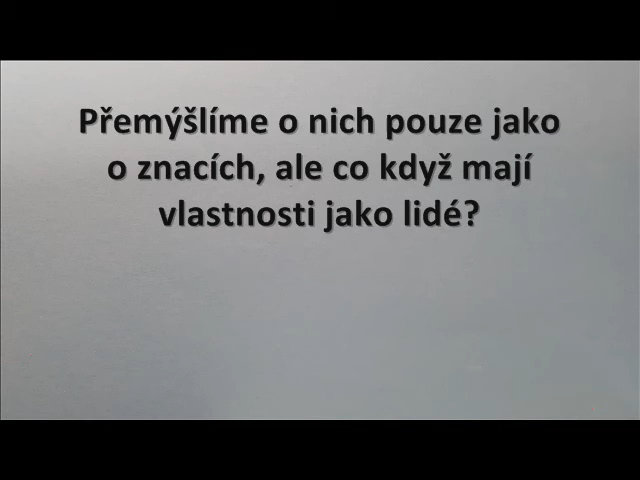 Přemýšlíme o nich pouze jako
o znacích, ale co když mají
vlastnosti jako lidé?